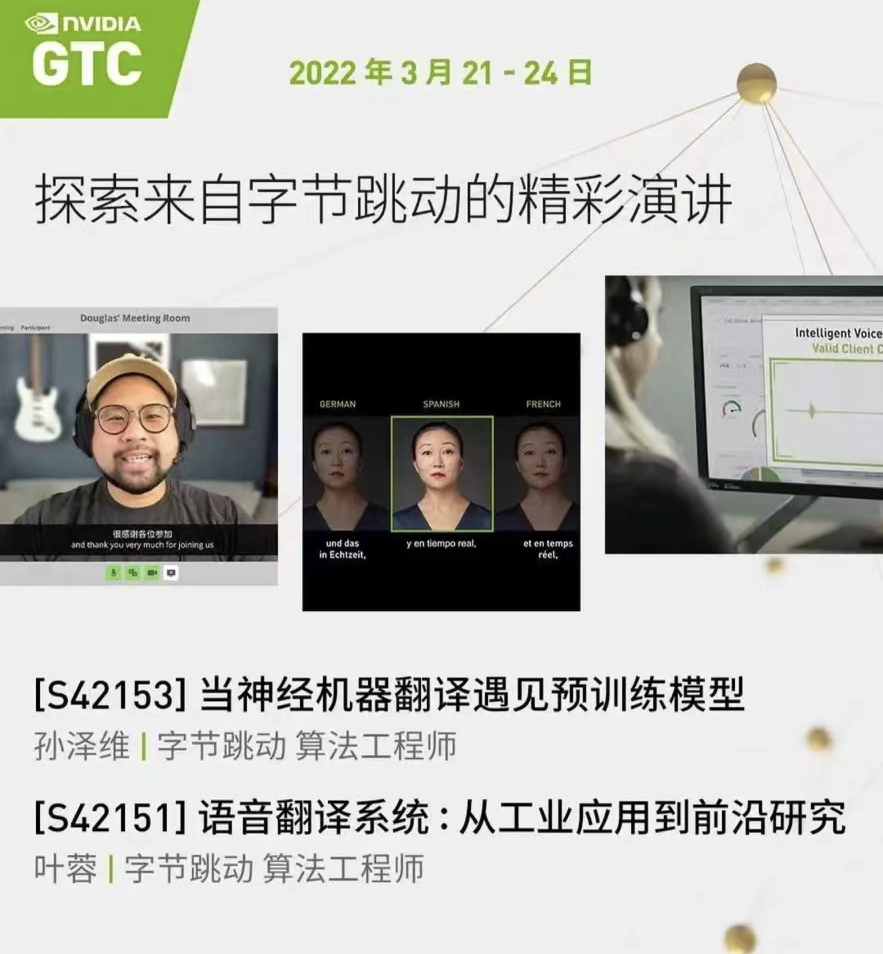 NVIDIA
GTC
2022 年 3 月 21 - 24 日
探索来自字节跳动的精彩演讲
Douglas' Meeting Room
Participant
很感谢各位参加
and thank you very much for joining us
GERMAN
SPANISH
FRENCH
und das
in Echtzeit,
y en tiempo real,
et en temps
réel,
Intelligent Voice
Valid Client C
[S42153] 当神经机器翻译遇见预训练模型
孙泽维 | 字节跳动 算法工程师
[S42151] 语音翻译系统 : 从工业应用到前沿研究
叶蓉 | 字节跳动 算法工程师